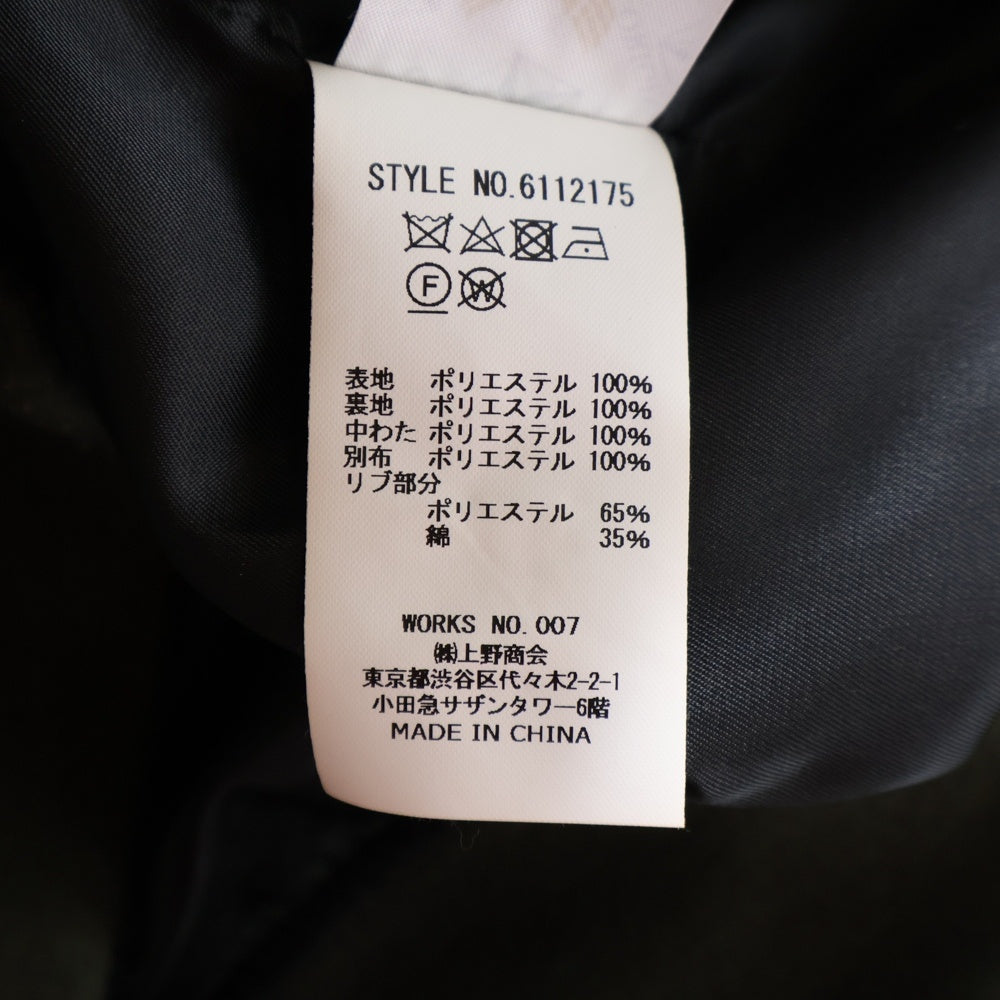 STYLE NO.6112175
F W
表地 ポリエステル 100%
裏地 ポリエステル 100%
中わた ポリエステル 100%
別布 ポリエステル 100%
リブ部分
ポリエステル 65%
綿 35%
WORKS NO.007
㈱上野商会
東京都渋谷区代々木2-2-1
小田急サザンタワー6階
MADE IN CHINA